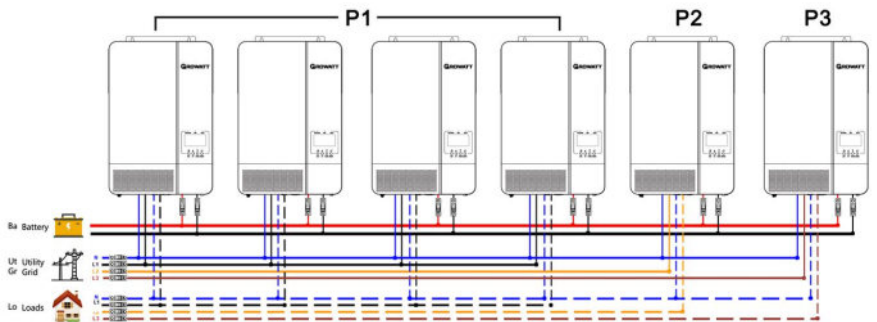 P1 P2 P3
GROWATT GROWATT GROWATT GROWATT GROWATT GROWATT
Ba Battery
Ut Utility
Gr Grid
N
L1
L2
L3
Lo Loads
N
L1
L2
L3